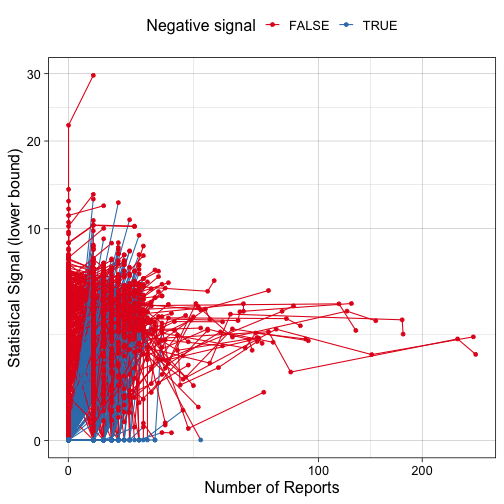 Negative signal FALSE TRUE
30
20
10
0
Statistical Signal (lower bound)
0 100 200
Number of Reports